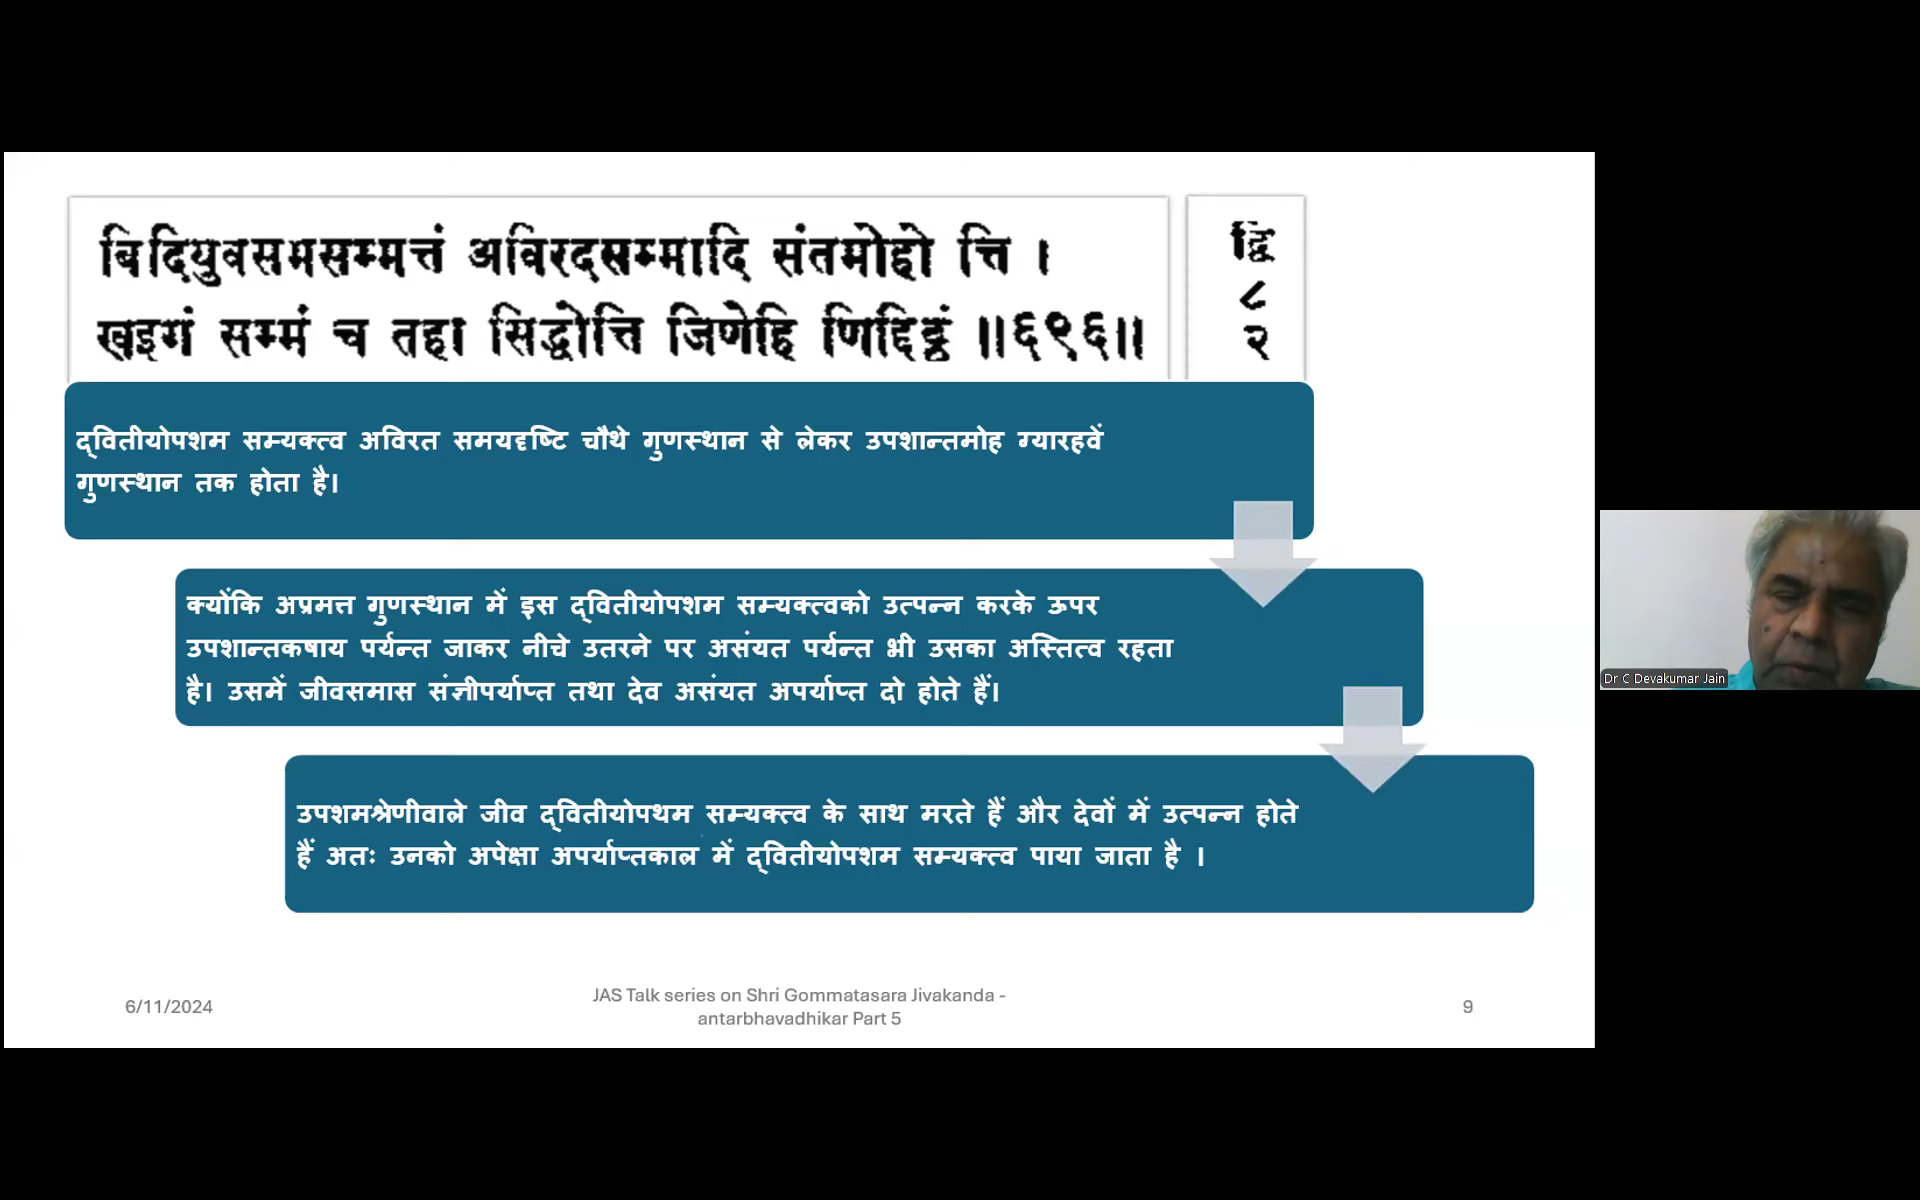 बिदियुवसमसम्मत्तं अविरदसम्मादि संतमोहो त्ति ।
खइगं सम्मं च तहा सिद्धोत्ति जिणेहि णिद्दिट्ठं ॥६९६॥
द्वि
८
२
द्वितीयोपशम सम्यक्त्व अविरत समयदृष्टि चौथे गुणस्थान से लेकर उपशान्तमोह ग्यारहवें
गुणस्थान तक होता है।
क्योंकि अप्रमत्त गुणस्थान में इस द्वितीयोपशम सम्यक्त्वको उत्पन्न करके ऊपर
उपशान्तकषाय पर्यन्त जाकर नीचे उतरने पर असंयत पर्यन्त भी उसका अस्तित्व रहता
है। उसमें जीवसमास संज्ञीपर्याप्त तथा देव असंयत अपर्याप्त दो होते हैं।
उपशमश्रेणीवाले जीव द्वितीयोपथम सम्यक्त्व के साथ मरते हैं और देवों में उत्पन्न होते
हैं अतः उनको अपेक्षा अपर्याप्तकाल में द्वितीयोपशम सम्यक्त्व पाया जाता है ।
6/11/2024
JAS Talk series on Shri Gommatasara Jivakanda -
antarbhavadhikar Part 5
9
Dr C Devakumar Jain